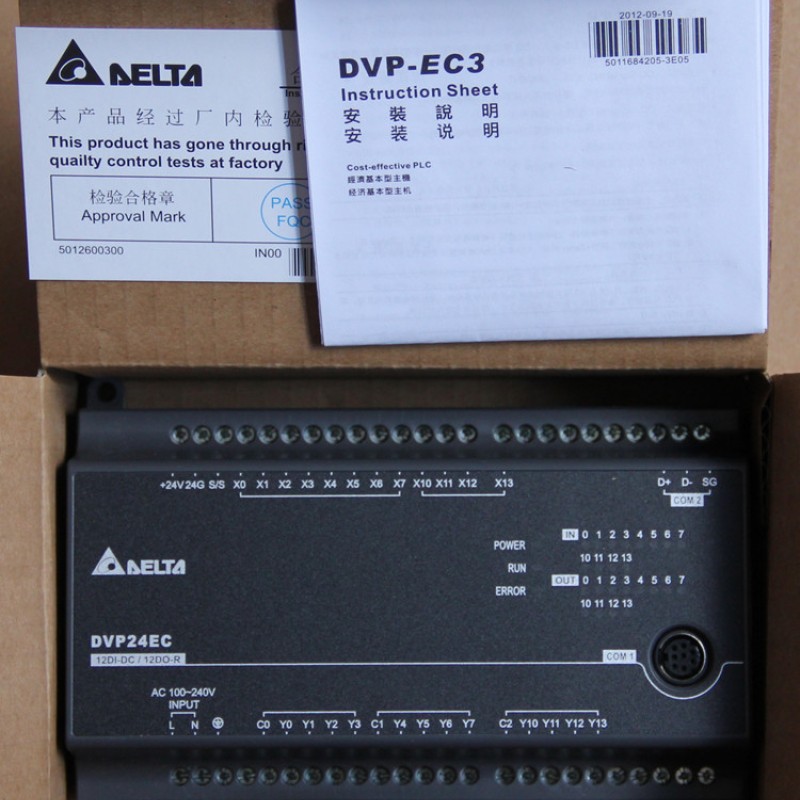 DELTA
本产品经过厂内检验
This product has gone through
quailty control tests at factory
检验合格章
Approval Mark
PASS
FQC
5012600300
IN00
2012-09-19
5011684205-3E05
DVP-EC3
Instruction Sheet
安裝說明
安装说明
Cost-effective PLC
經濟基本型主機
经济基本型主机
+24V 24G S/S X0 X1 X2 X3 X4 X5 X6 X7 X10 X11 X12 X13 D+ D- SG
COM 2
IN 0 1 2 3 4 5 6 7
POWER
10 11 12 13
RUN
OUT 0 1 2 3 4 5 6 7
ERROR
10 11 12 13
DELTA
DVP24EC
12DI-DC / 12DO-R
COM 1
AC 100~240V
INPUT
L N C0 Y0 Y1 Y2 Y3 C1 Y4 Y5 Y6 Y7 C2 Y10 Y11 Y12 Y13